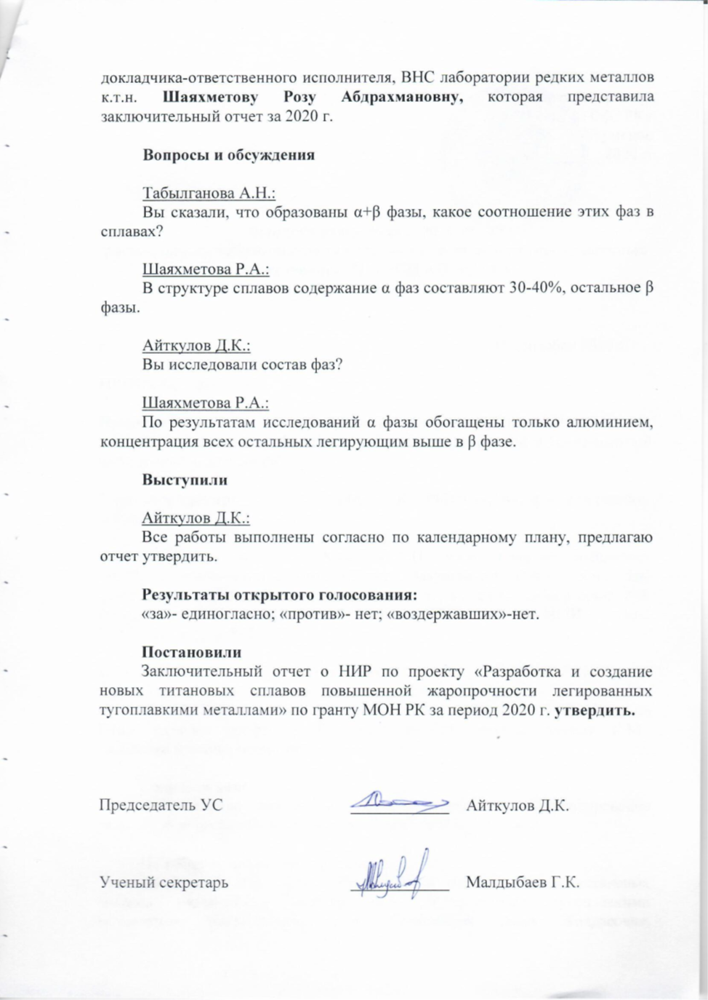 докладчика-ответственного исполнителя, ВНС лаборатории редких металлов
к.т.н. Шаяхметову Розу Абдрахмановну, которая представила
заключительный отчет за 2020 г.
Вопросы и обсуждения
Табылганова А.Н.:
Вы сказали, что образованы α+β фазы, какое соотношение этих фаз в
сплавах?
Шаяхметова Р.А.:
В структуре сплавов содержание α фаз составляют 30-40%, остальное β
фазы.
Айткулов Д.К.:
Вы исследовали состав фаз?
Шаяхметова Р.А.:
По результатам исследований α фазы обогащены только алюминием,
концентрация всех остальных легирующим выше в β фазе.
Выступили
Айткулов Д.К.:
Все работы выполнены согласно по календарному плану, предлагаю
отчет утвердить.
Результаты открытого голосования:
«за»- единогласно; «против»- нет; «воздержавших»-нет.
Постановили
Заключительный отчет о НИР по проекту «Разработка и создание
новых титановых сплавов повышенной жаропрочности легированных
тугоплавкими металлами» по гранту МОН РК за период 2020 г. утвердить.
Председатель УС Айткулов Д.К.
Ученый секретарь Малдыбаев Г.К.